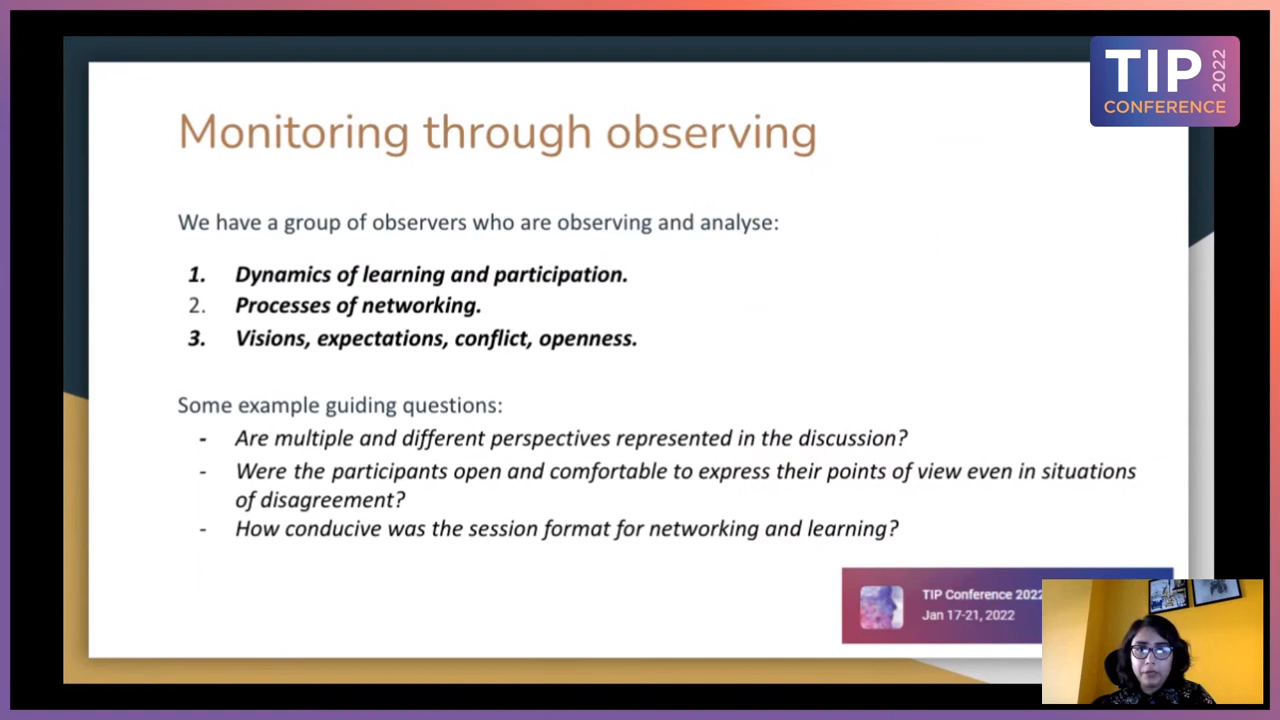 TIP 2022
CONFERENCE
Monitoring through observing
We have a group of observers who are observing and analyse:
1. Dynamics of learning and participation.
2. Processes of networking.
3. Visions, expectations, conflict, openness.
Some example guiding questions:
- Are multiple and different perspectives represented in the discussion?
- Were the participants open and comfortable to express their points of view even in situations
of disagreement?
- How conducive was the session format for networking and learning?
TIP Conference 2022
Jan 17-21, 2022